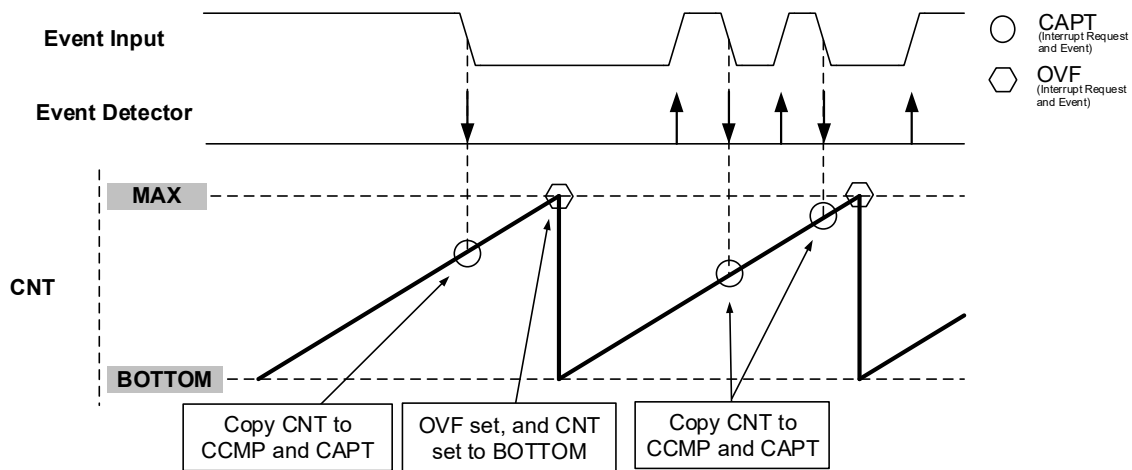 Event Input
CAPT
(Interrupt Request
and Event)
OVF
(Interrupt Request
and Event)
Event Detector
MAX
CNT
BOTTOM
Copy CNT to
CCMP and CAPT
OVF set, and CNT
set to BOTTOM
Copy CNT to
CCMP and CAPT